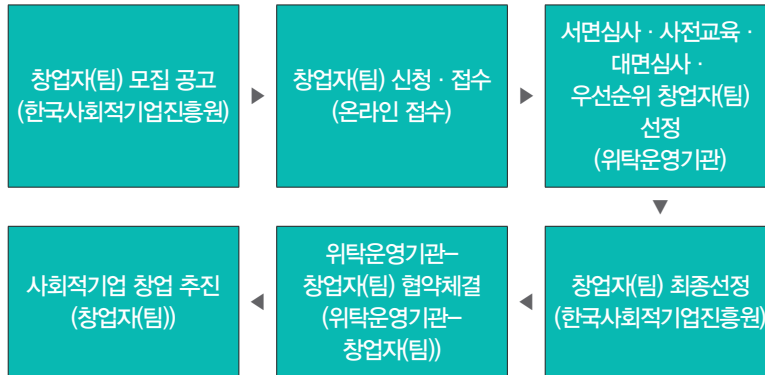 창업자(팀) 모집 공고
(한국사회적기업진흥원)
창업자(팀) 신청 · 접수
(온라인 접수)
서면심사 · 사전교육 ·
대면심사 ·
우선순위 창업자(팀)
선정
(위탁운영기관)
창업자(팀) 최종선정
(한국사회적기업진흥원)
위탁운영기관–
창업자(팀) 협약체결
(위탁운영기관–
창업자(팀))
사회적기업 창업 추진
(창업자(팀))